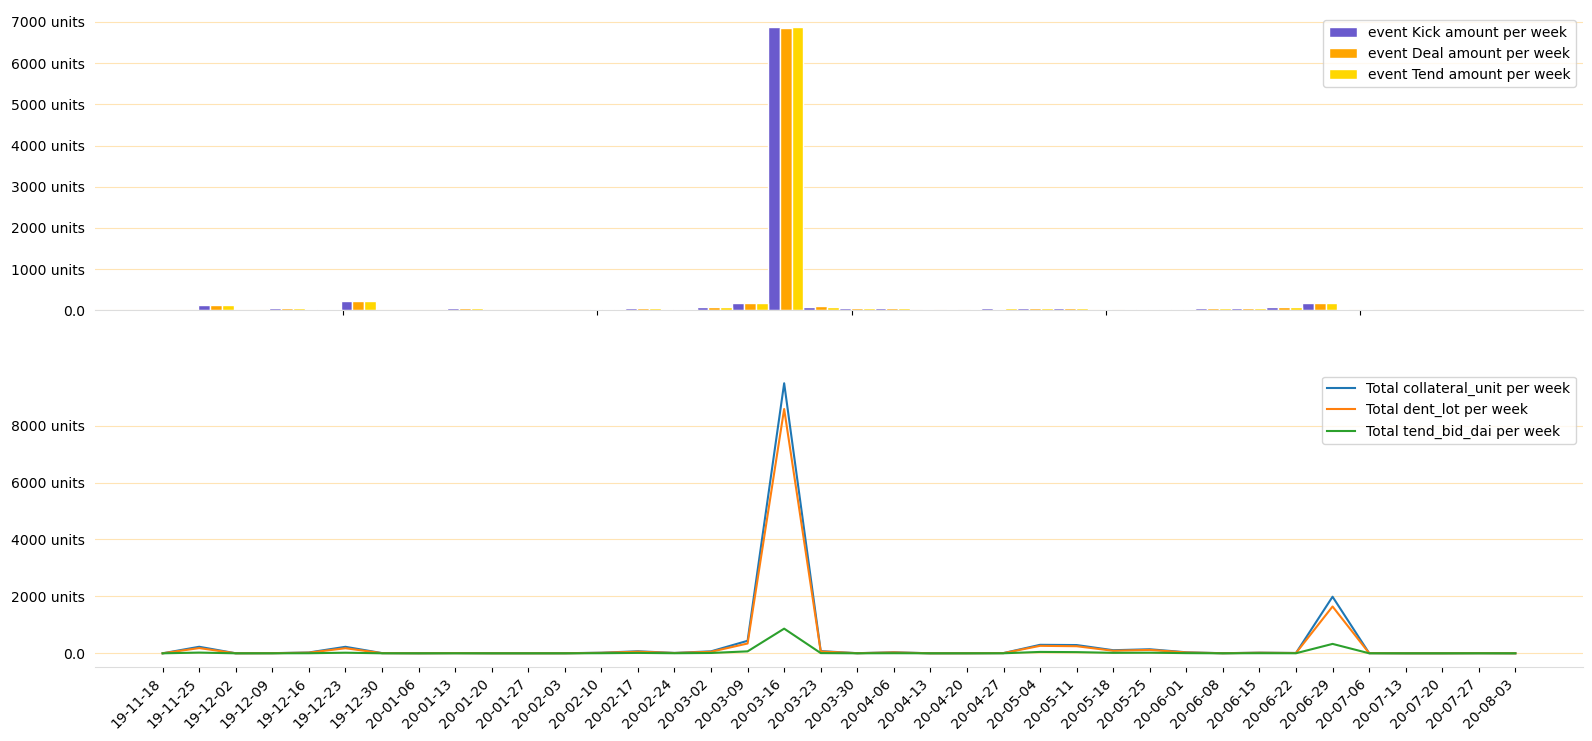 7000 units
6000 units
5000 units
4000 units
3000 units
2000 units
1000 units
0.0
event Kick amount per week
event Deal amount per week
event Tend amount per week
8000 units
6000 units
4000 units
2000 units
0.0
Total collateral_unit per week
Total dent_lot per week
Total tend_bid_dai per week
19-11-18
19-11-25
19-12-02
19-12-09
19-12-16
19-12-23
19-12-30
20-01-06
20-01-13
20-01-20
20-01-27
20-02-03
20-02-10
20-02-17
20-02-24
20-03-02
20-03-09
20-03-16
20-03-23
20-03-30
20-04-06
20-04-13
20-04-20
20-04-27
20-05-04
20-05-11
20-05-18
20-05-25
20-06-01
20-06-08
20-06-15
20-06-22
20-06-29
20-07-06
20-07-13
20-07-20
20-07-27
20-08-03